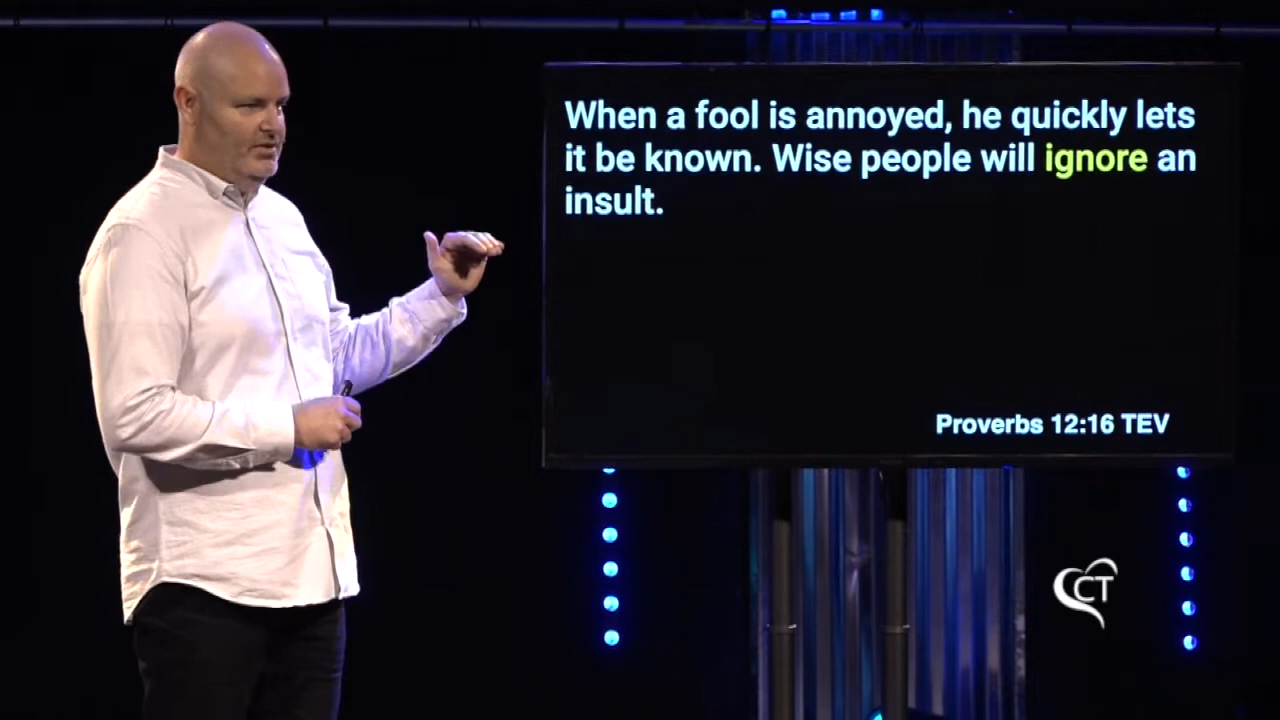 When a fool is annoyed, he quickly lets
it be known. Wise people will ignore an
insult.
Proverbs 12:16 TEV
CT